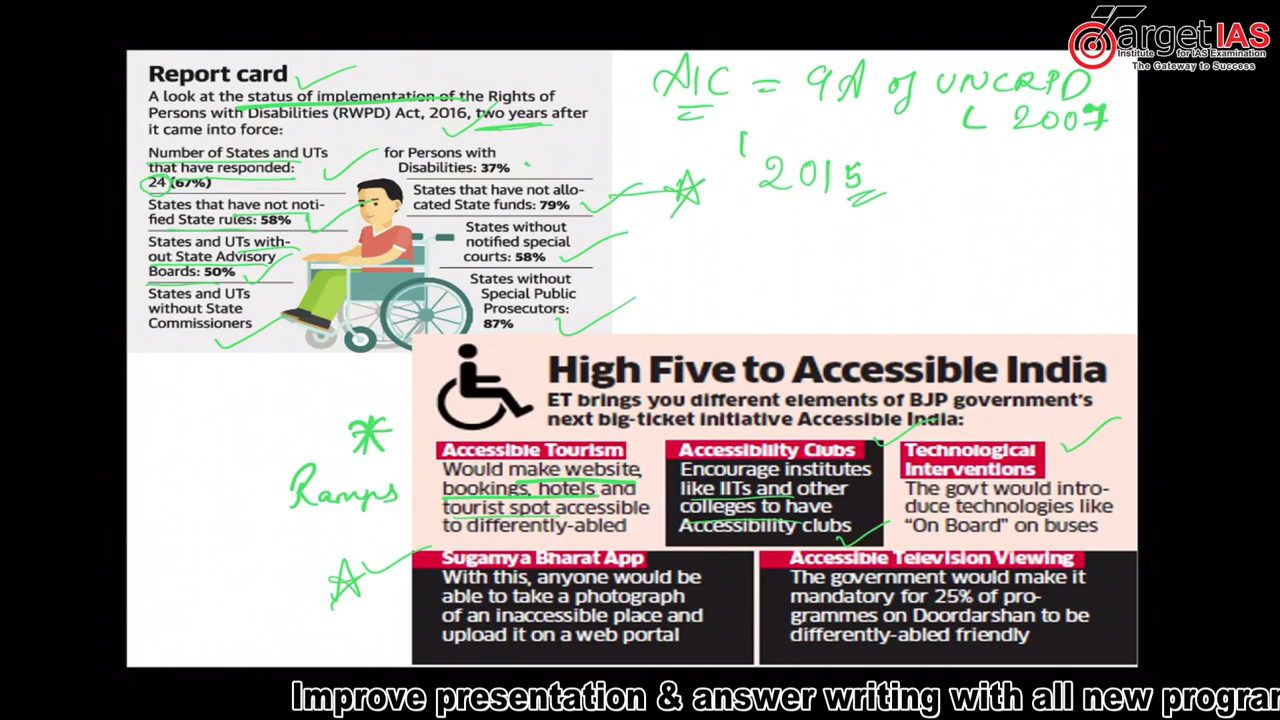 Target IAS
Institute for IAS Examination
The Gateway to Success
AIC = 9A of UNCRPD
2007
2015
Report card
A look at the status of implementation of the Rights of
Persons with Disabilities (RWPD) Act, 2016, two years after
it came into force:
Number of States and UTs
that have responded:
24 (67%)
States that have not noti-
fied State rules: 58%
States and UTs with-
out State Advisory
Boards: 50%
States and UTs
without State
Commissioners
for Persons with
Disabilities: 37%
States that have not allo-
cated State funds: 79%
States without
notified special
courts: 58%
States without
Special Public
Prosecutors:
87%
Ramps
High Five to Accessible India
ET brings you different elements of BJP government's
next big-ticket initiative Accessible India:
Accessible Tourism
Would make website,
bookings, hotels and
tourist spot accessible
to differently-abled
Accessibility Clubs
Encourage institutes
like IITs and other
colleges to have
Accessibility clubs
Technological
Interventions
The govt would intro-
duce technologies like
"On Board" on buses
Sugamya Bharat App
With this, anyone would be
able to take a photograph
of an inaccessible place and
upload it on a web portal
Accessible Television Viewing
The government would make it
mandatory for 25% of pro-
grammes on Doordarshan to be
differently-abled friendly
Improve presentation & answer writing with all new program